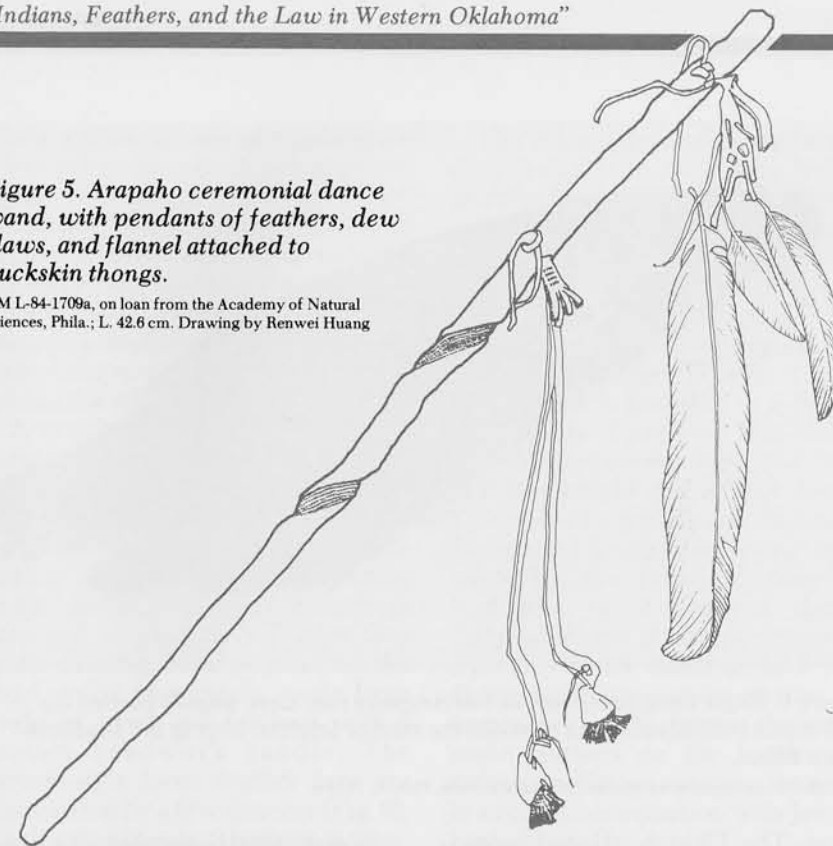 Indians, Feathers, and the Law in Western Oklahoma”
igure 5. Arapaho ceremonial dance
and, with pendants of feathers, dew
laws, and flannel attached to
uckskin thongs.
M L-84-1709a, on loan from the Academy of Natural
iences, Phila.; L. 42.6 cm. Drawing by Renwei Huang